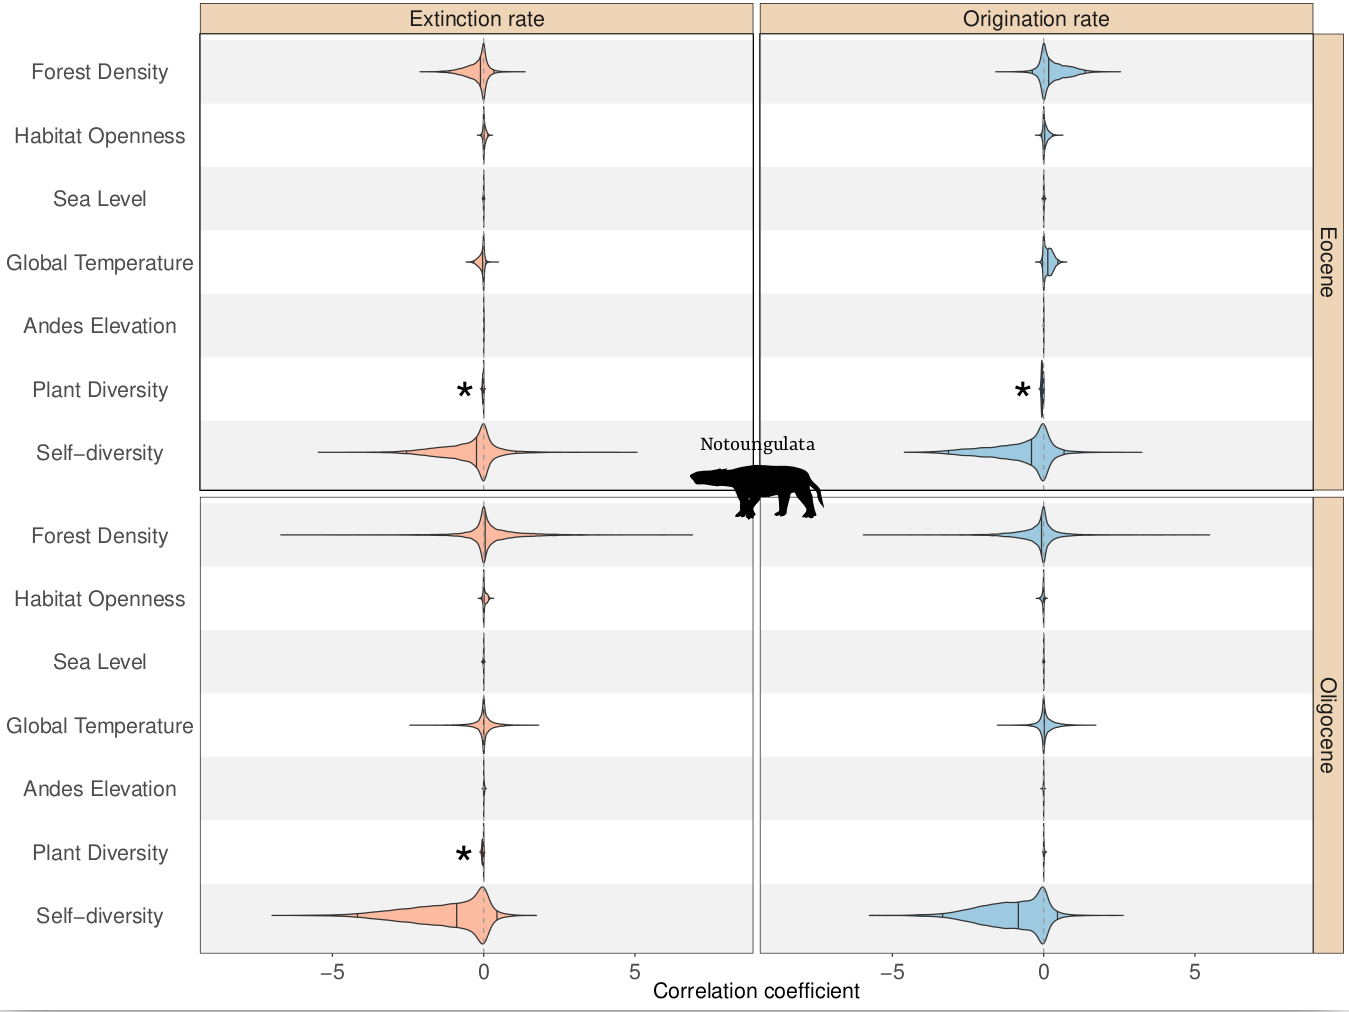 Extinction rate
Origination rate
Forest Density
Habitat Openness
Sea Level
Global Temperature
Andes Elevation
Plant Diversity
*
*
Self−diversity
Eocene
Notoungulata
Forest Density
Habitat Openness
Sea Level
Global Temperature
Andes Elevation
Plant Diversity
*
Self−diversity
Oligocene
−5 0 5
−5 0 5
Correlation coefficient